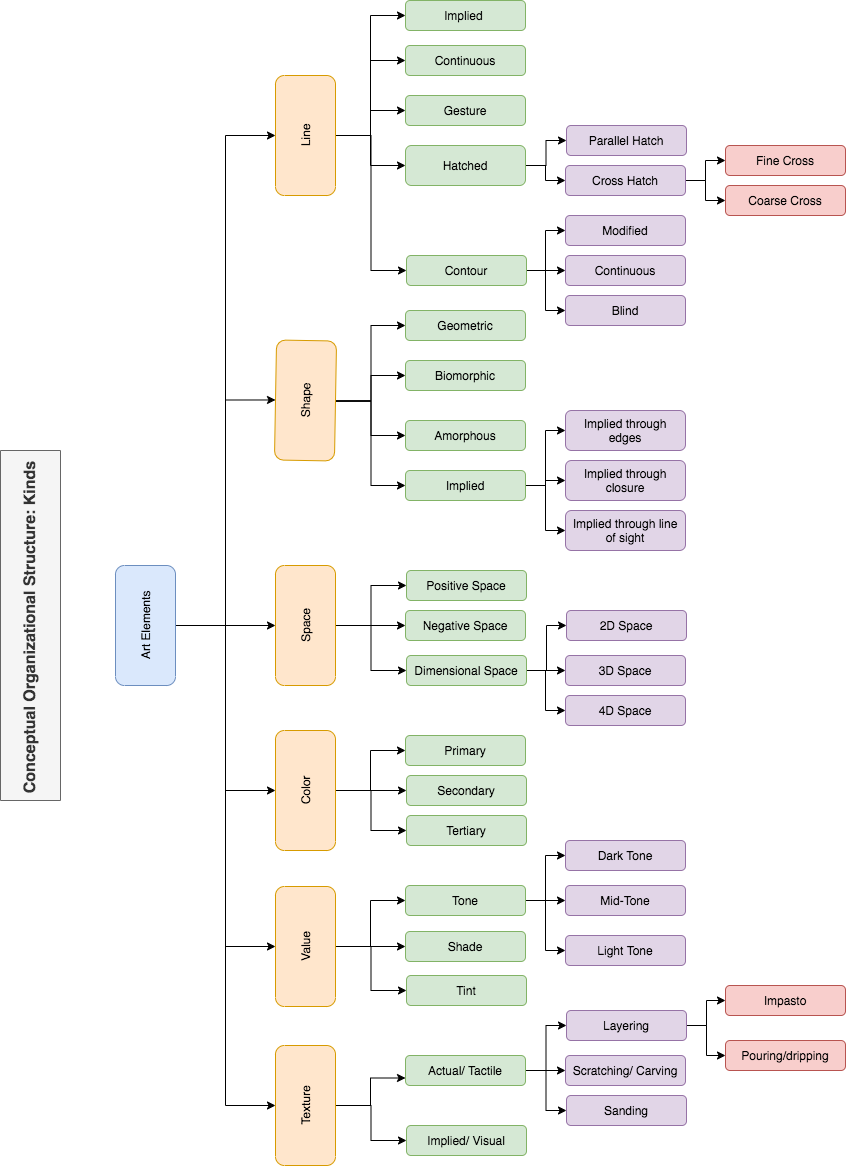 Conceptual Organizational Structure: Kinds
Art Elements
Line
Implied
Continuous
Gesture
Hatched
Parallel Hatch
Cross Hatch
Fine Cross
Coarse Cross
Contour
Modified
Continuous
Blind
Shape
Geometric
Biomorphic
Amorphous
Implied
Implied through
edges
Implied through
closure
Implied through line
of sight
Space
Positive Space
Negative Space
Dimensional Space
2D Space
3D Space
4D Space
Color
Primary
Secondary
Tertiary
Value
Tone
Dark Tone
Mid-Tone
Light Tone
Shade
Tint
Texture
Actual/ Tactile
Layering
Impasto
Pouring/dripping
Scratching/ Carving
Sanding
Implied/ Visual